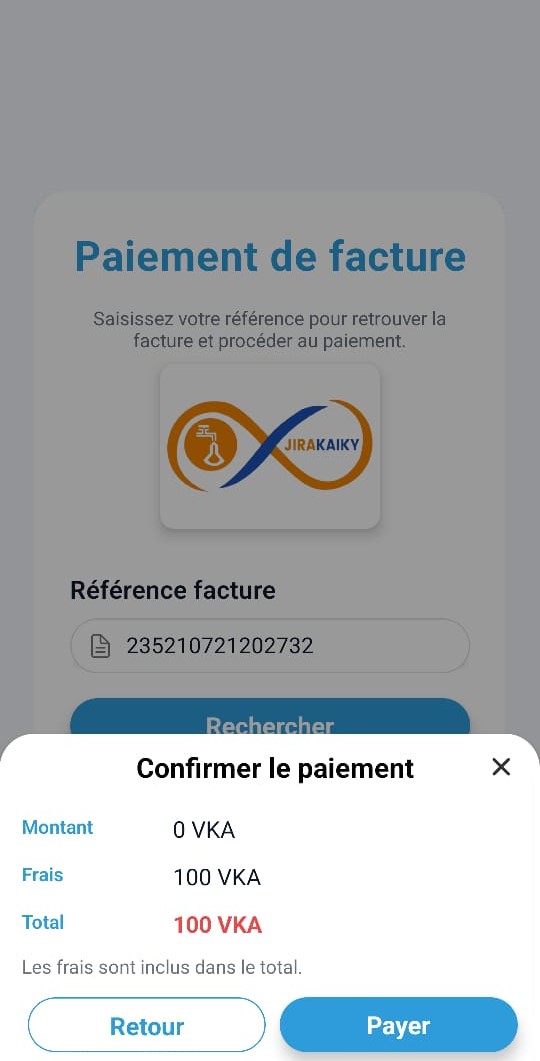 Paiement de facture
Saisissez votre référence pour retrouver la
facture et procéder au paiement.
JIRAKAIKY
Référence facture
235210721202732
Rechercher
Confirmer le paiement
Montant 0 VKA
Frais 100 VKA
Total 100 VKA
Les frais sont inclus dans le total.
Retour Payer